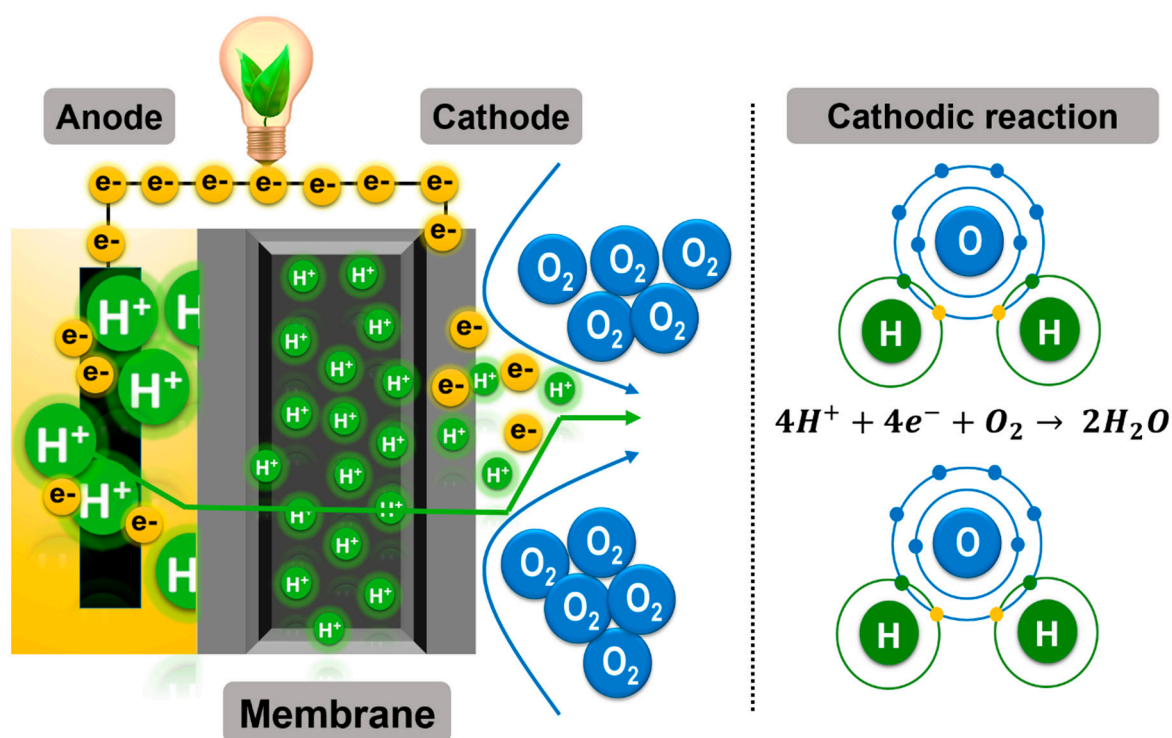 Anode
Cathode
Cathodic reaction
e- e- e- e- e- e- e-
e- e-
H⁺ H
H⁺ H⁺
H⁺ H⁺
e- e-
H⁺ H⁺ e-
H⁺ H⁺ e- H⁺ e- H⁺
H⁺ H⁺ H⁺ H⁺ e-
H⁺ H⁺ H⁺ H⁺
e- H⁺ e- H⁺ H⁺
H⁺
H H⁺ H⁺
H⁺
O₂ O₂ O₂
O₂ O₂
O₂ O₂
O₂ O₂
O₂
O
H H
4H⁺ + 4e⁻ + O₂ → 2H₂O
O
H H
Membrane